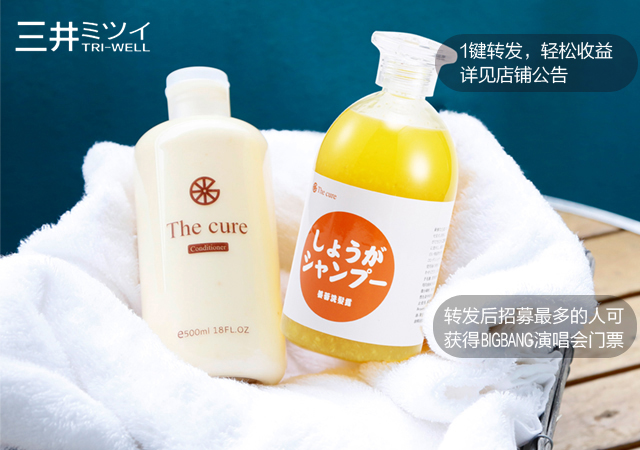 三井ミツイ
TRI-WELL
1键转发，轻松收益
详见店铺公告
The cure
Conditioner
℮500ml 18FL.OZ
The cure
しょうが
シャンプー
转发后招募最多的人可
获得BIGBANG演唱会门票